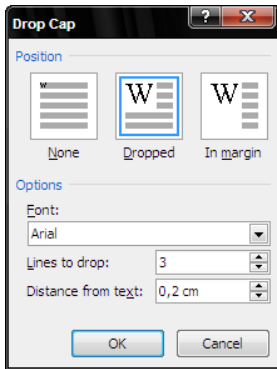 Drop Cap
?
X
Position
W
W
W
None
Dropped
In margin
Options
Font:
Arial
Lines to drop:
3
Distance from text:
0,2 cm
OK
Cancel